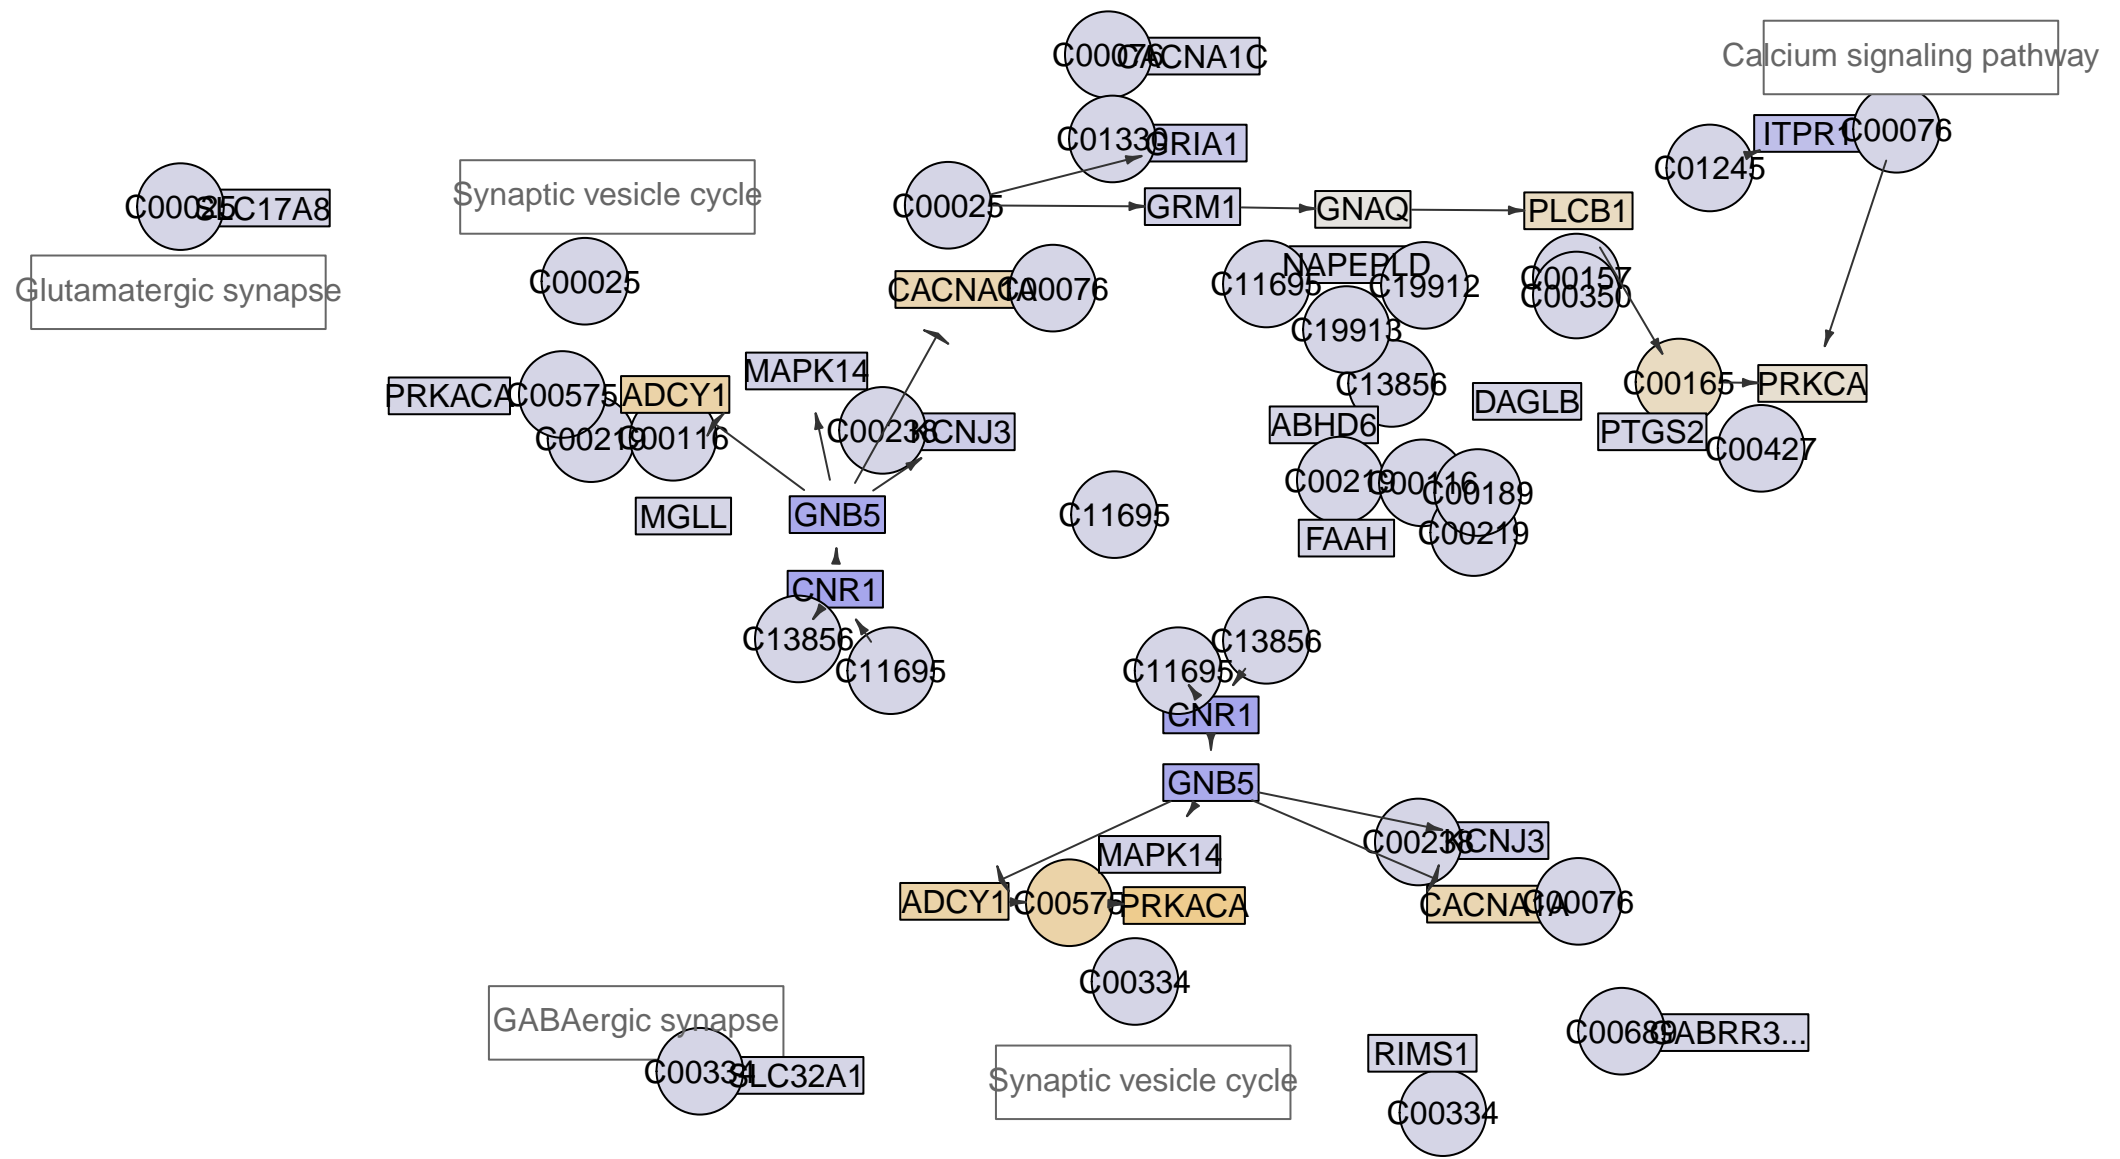 C00076
CACNA1C
Calcium signaling pathway
C01330
GRIA1
ITPR1
C00076
C01245
C00025
SLC17A8
Synaptic vesicle cycle
C00025
GRM1
GNAQ
PLCB1
Glutamatergic synapse
C00025
CACNA1A
C00076
C11695
NAPEPLD
C19912
C00157
C00350
C19913
C13856
PRKACA
C00575
ADCY1
MAPK14
C00165
PRKCA
DAGLB
C00219
C00116
C00238
KCNJ3
ABHD6
PTGS2
C00427
MGLL
GNB5
C11695
C00219
C00116
C00189
C00219
FAAH
CNR1
C13856
C11695
C11695
C13856
CNR1
GNB5
C00238
KCNJ3
MAPK14
ADCY1
C00575
PRKACA
CACNA1A
C00076
C00334
GABAergic synapse
C00334
SLC32A1
Synaptic vesicle cycle
RIMS1
C00334
C00689
GABRR3...